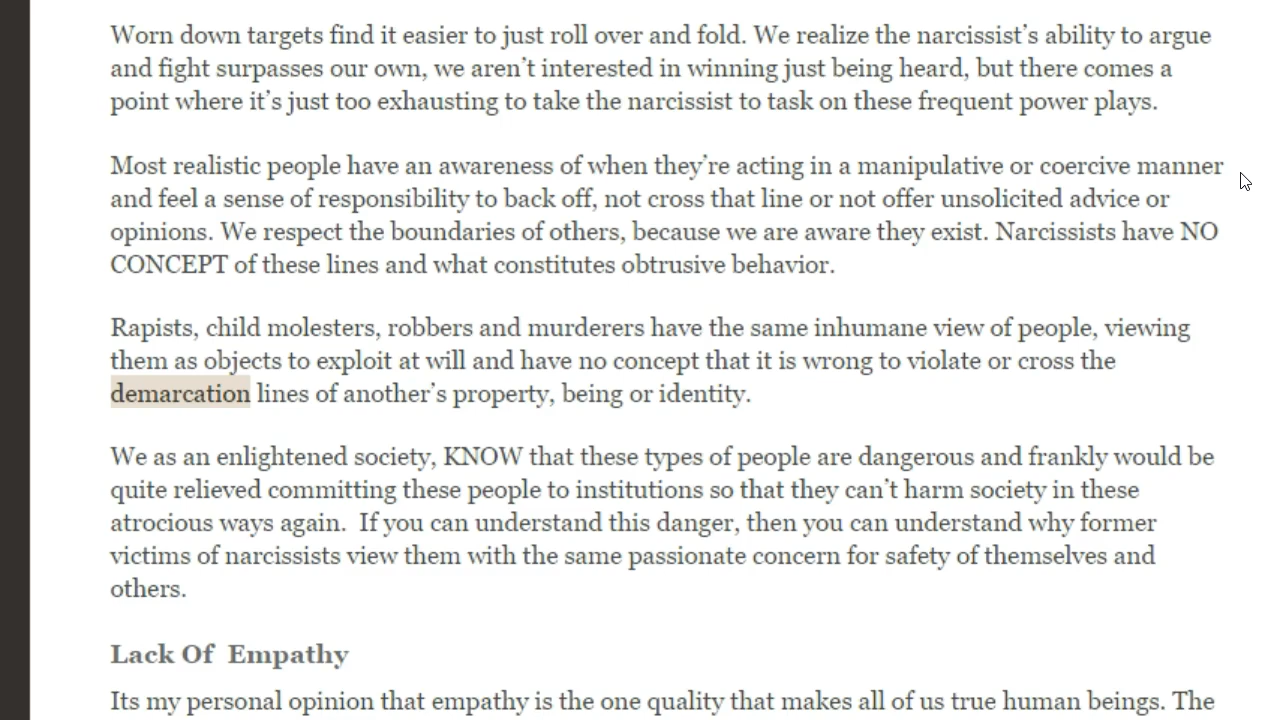 Worn down targets find it easier to just roll over and fold. We realize the narcissist’s ability to argue
and fight surpasses our own, we aren’t interested in winning just being heard, but there comes a
point where it’s just too exhausting to take the narcissist to task on these frequent power plays.
Most realistic people have an awareness of when they’re acting in a manipulative or coercive manner
and feel a sense of responsibility to back off, not cross that line or not offer unsolicited advice or
opinions. We respect the boundaries of others, because we are aware they exist. Narcissists have NO
CONCEPT of these lines and what constitutes obtrusive behavior.
Rapists, child molesters, robbers and murderers have the same inhumane view of people, viewing
them as objects to exploit at will and have no concept that it is wrong to violate or cross the
demarcation lines of another’s property, being or identity.
We as an enlightened society, KNOW that these types of people are dangerous and frankly would be
quite relieved committing these people to institutions so that they can’t harm society in these
atrocious ways again.  If you can understand this danger, then you can understand why former
victims of narcissists view them with the same passionate concern for safety of themselves and
others.
Lack Of  Empathy
Its my personal opinion that empathy is the one quality that makes all of us true human beings. The